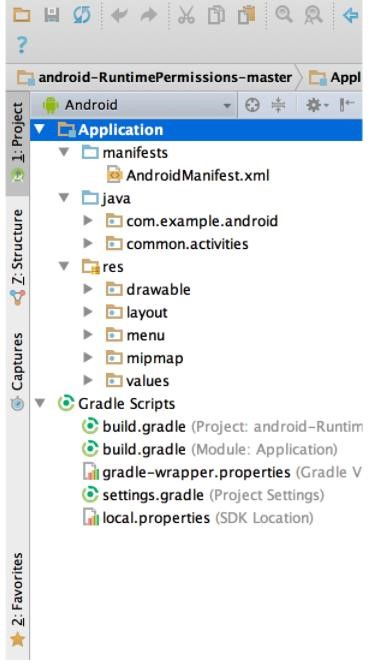 ?
android-RuntimePermissions-master
Appl
Android
1: Project
Z: Structure
Captures
2: Favorites
Application
manifests
AndroidManifest.xml
java
com.example.android
common.activities
res
drawable
layout
menu
mipmap
values
Gradle Scripts
build.gradle (Project: android-Runtim
build.gradle (Module: Application)
gradle-wrapper.properties (Gradle V
settings.gradle (Project Settings)
local.properties (SDK Location)